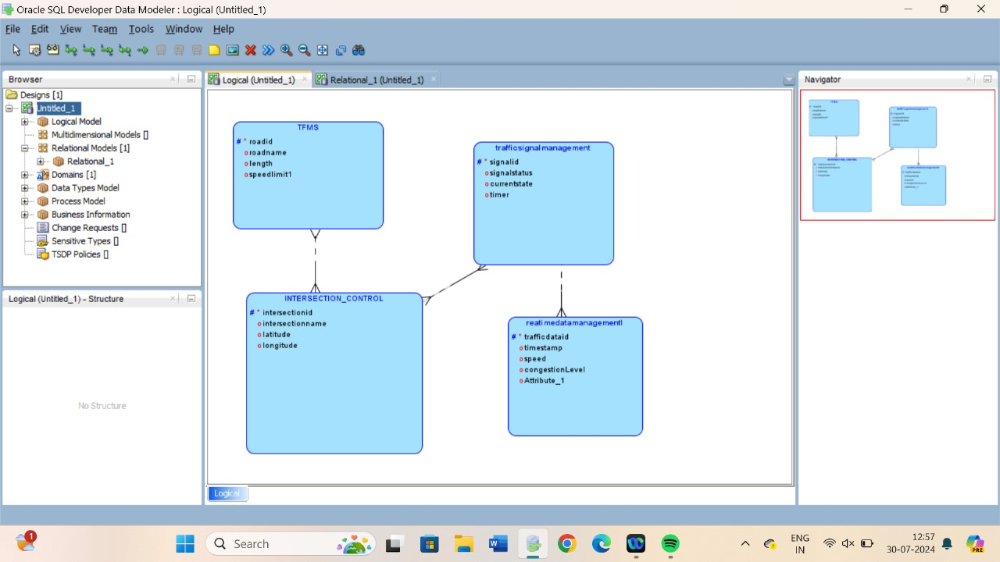 Oracle SQL Developer Data Modeler : Logical (Untitled_1)
File Edit View Team Tools Window Help
Browser
Designs [1]
Untitled_1
Logical Model
Multidimensional Models []
Relational Models [1]
Relational_1
Domains [1]
Data Types Model
Process Model
Business Information
Change Requests []
Sensitive Types []
TSDP Policies []
Logical (Untitled_1) - Structure
No Structure
Logical (Untitled_1)
Relational_1 (Untitled_1)
TFMS
# * roadid
o roadname
o length
o speedlimit1
trafficsignalmanagement
# * signalid
o signalstatus
o currentstate
o timer
INTERSECTION_CONTROL
# * intersectionid
o intersectionname
o latitude
o longitude
reatimedatamanagementl
# * trafficdataid
o timestamp
o speed
o congestionLevel
o Attribute_1
Logical
Navigator
1
Search
PRE
ENG
IN
12:57
30-07-2024